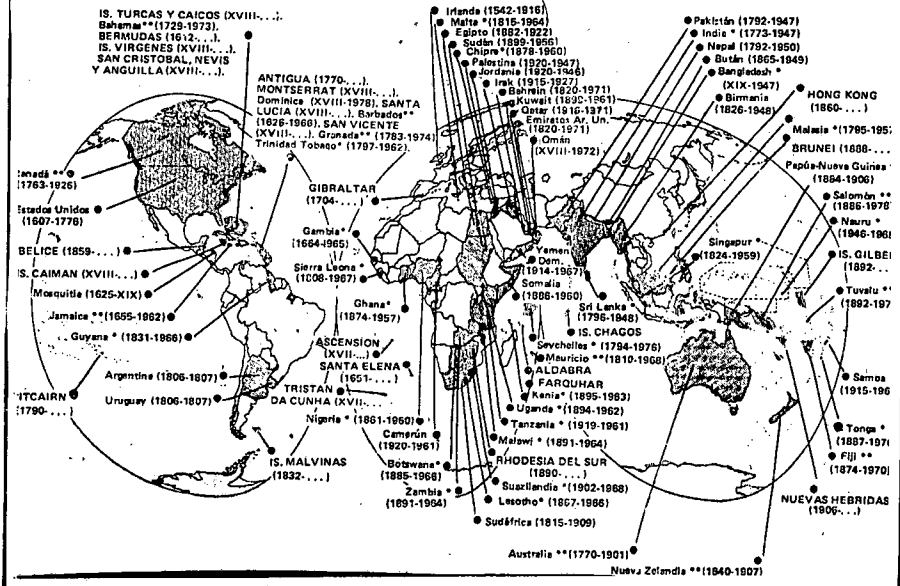 IS. TURCAS Y CAICOS (XVIII-...).
Bahamas**(1729-1973).
BERMUDAS (1612-...).
IS. VIRGENES (XVIII-...).
SAN CRISTOBAL, NEVIS
Y ANGUILLA (XVIII-...).
ANTIGUA (1770-...).
MONTSERRAT (XVIII-...).
Dominica (XVIII-1978), SANTA
LUCIA (XVIII-...). Barbados**
(1626-1966), SAN VICENTE
(XVIII-...). Granada** (1783-1974)
Trinidad Tobago* (1797-1962).
Irlanda (1542-1916)
Malta * (1815-1964)
Egipto (1882-1922)
Sudán (1899-1956)
Chipre* (1878-1960)
Palestina (1920-1947)
Jordania (1920-1946)
Irak (1915-1927)
Bahrein (1820-1971)
Kuwait (1899-1961)
Qatar (1916-1971)
Emiratos Ar. Un.
(1820-1971)
Omán
(XVIII-1972)
Pakistán (1792-1947)
India * (1773-1947)
Nepal (1792-1950)
Bután (1865-1949)
Bangladesh *
(XIX-1947)
Birmania
(1826-1948)
HONG KONG
(1860-...)
Malasia *(1795-1957
BRUNEI (1888-...
Papúa-Nueva Guinea
(1884-1906)
Salomón **
(1886-1978
Nauru *
(1946-1968
IS. GILBE
(1892-...
Tuvalu **
(1892-197
Singapur *
(1824-1959)
anadá **
(1763-1926)
Estados Unidos
(1607-1776)
BELICE (1859-...)
IS. CAIMAN (XVIII-...)
Mosquitia (1625-XIX)
Jamaica **(1655-1962)
Guyana * (1831-1966)
Argentina (1806-1807)
Uruguay (1806-1807)
ITCAIRN
(1790-...)
IS. MALVINAS
(1832-...)
GIBRALTAR
(1704-...)
Gambia*
(1664-1965)
Sierra Leona *
(1808-1967)
Ghana*
(1874-1957)
ASCENSION
(XVII-...)
SANTA ELENA
(1651-...)
TRISTAN
DA CUNHA (XVII-...
Nigeria * (1861-1960)
Camerún
(1920-1961)
Botswana*
(1885-1966)
Zambia *
(1891-1964)
Yemen
Dem.
(1914-1967)
Somalia
(1886-1960)
Sri Lanka *
(1796-1948)
IS. CHAGOS
Seychelles * (1794-1976)
Mauricio **(1810-1968)
ALDABRA
FARQUHAR
Kenia* (1895-1963)
Uganda * (1894-1962)
Tanzania * (1919-1961)
Malawi * (1891-1964)
RHODESIA DEL SUR
(1890-...)
Suazilandia * (1902-1968)
Lesotho* (1867-1966)
Sudáfrica (1815-1909)
Samoa
(1915-196
Tonga *
(1887-1970
Fiji **
(1874-1970)
NUEVAS HEBRIDAS
(1906-...)
Australia **(1770-1901)
Nueva Zelandia **(1840-1907)